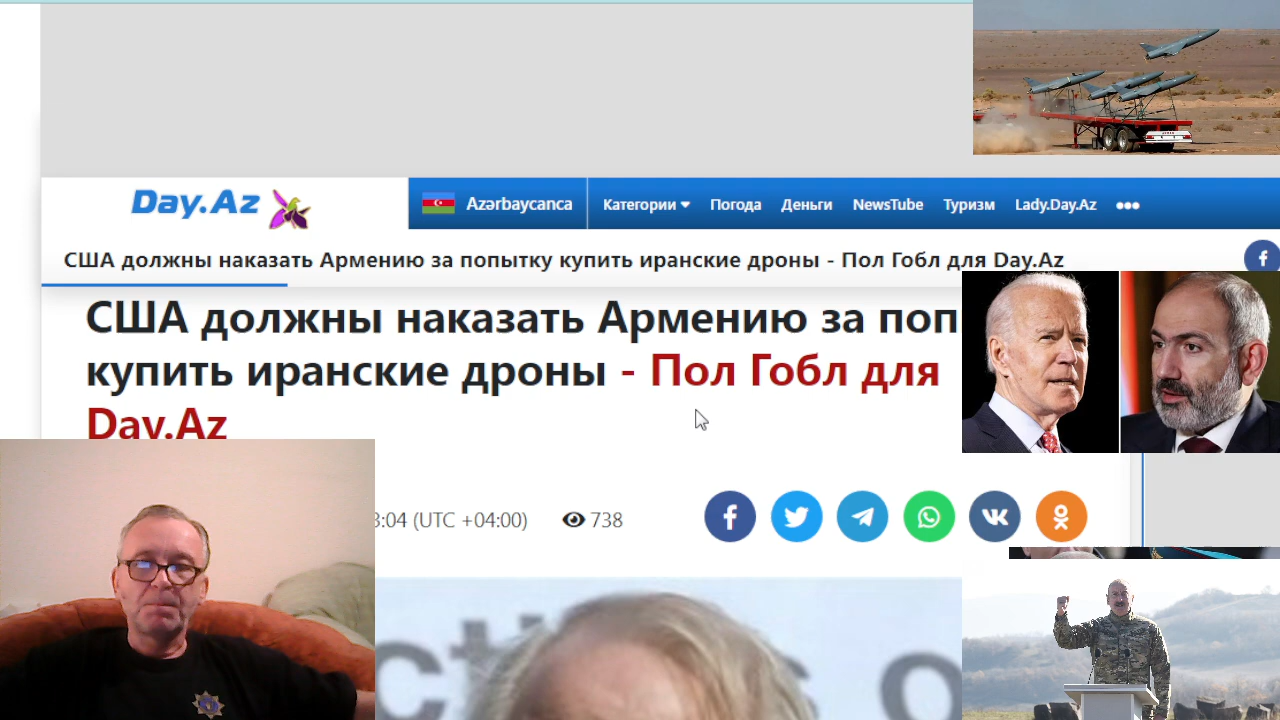 Day.Az
Azərbaycanca
Категории
Погода
Деньги
NewsTube
Туризм
Lady.Day.Az
США должны наказать Армению за попытку купить иранские дроны - Пол Гобл для Day.Az
США должны наказать Армению за поп
купить иранские дроны - Пол Гобл для
Day.Az
3:04 (UTC +04:00)
738